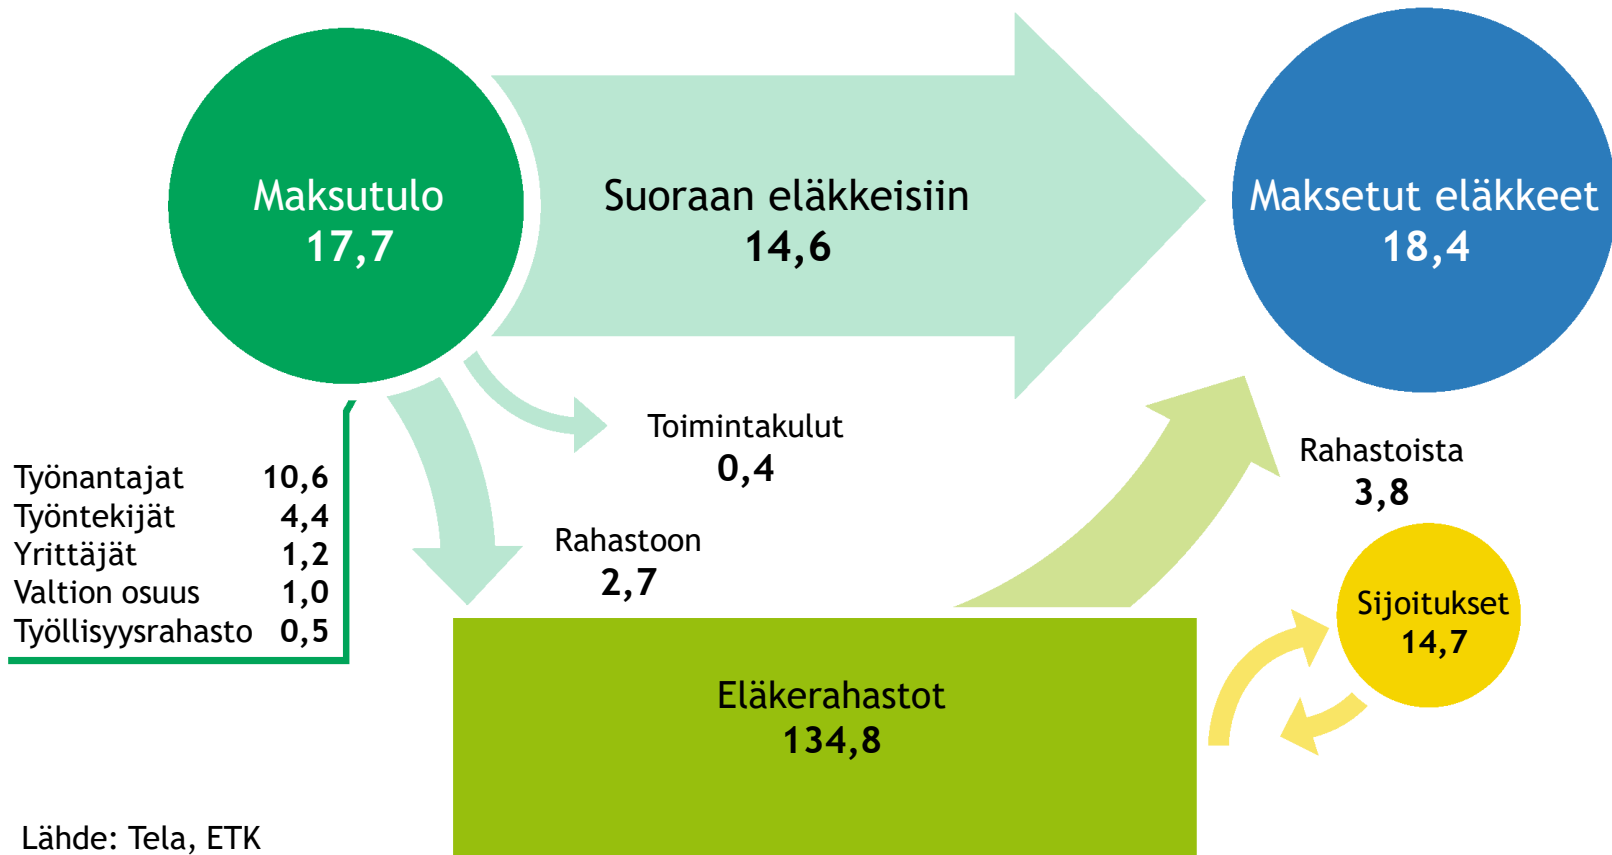 Maksutulo
17,7
Suoraan eläkkeisiin
14,6
Maksetut eläkkeet
18,4
Työnantajat 10,6
Työntekijät 4,4
Yrittäjät 1,2
Valtion osuus 1,0
Työllisyysrahasto 0,5
Toimintakulut
0,4
Rahastoon
2,7
Rahastoista
3,8
Sijoitukset
14,7
Eläkerahastot
134,8
Lähde: Tela, ETK